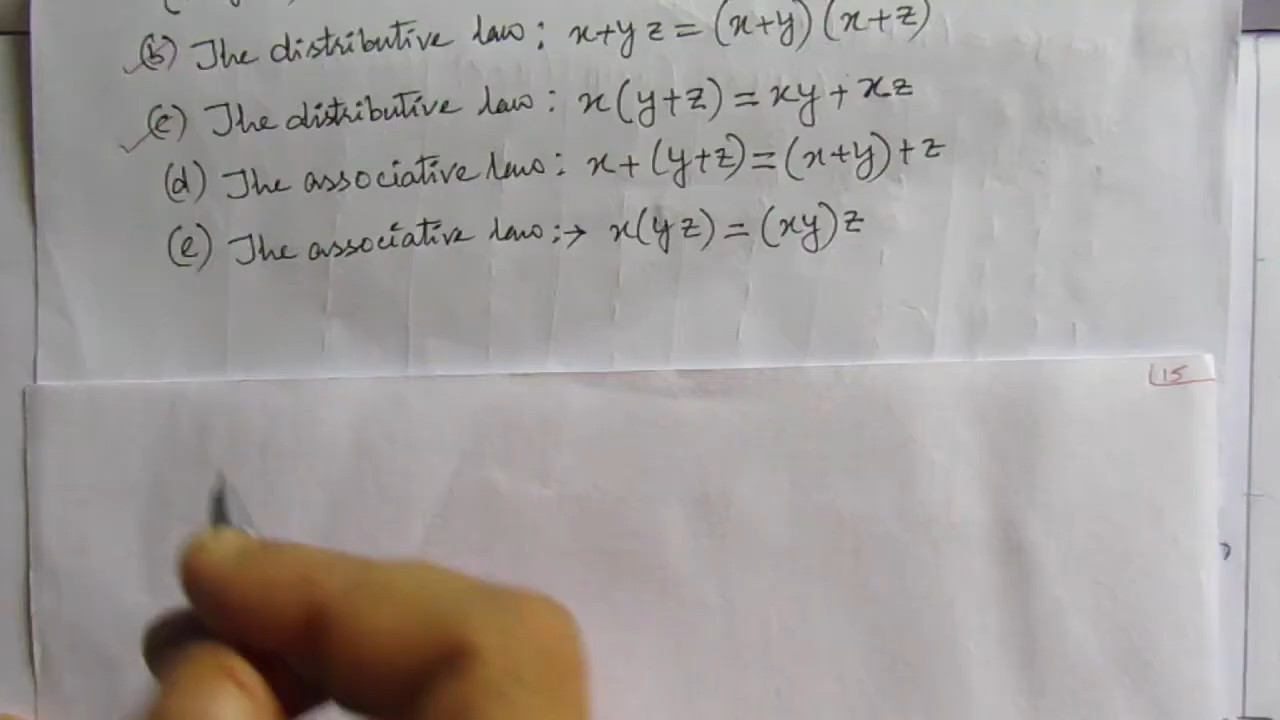 (b) The distributive law: x+yz = (x+y)(x+z)
(c) The distributive law: x(y+z) = xy + xz
(d) The associative law: x+(y+z) = (x+y)+z
(e) The associative law:→ x(yz) = (xy)z
15